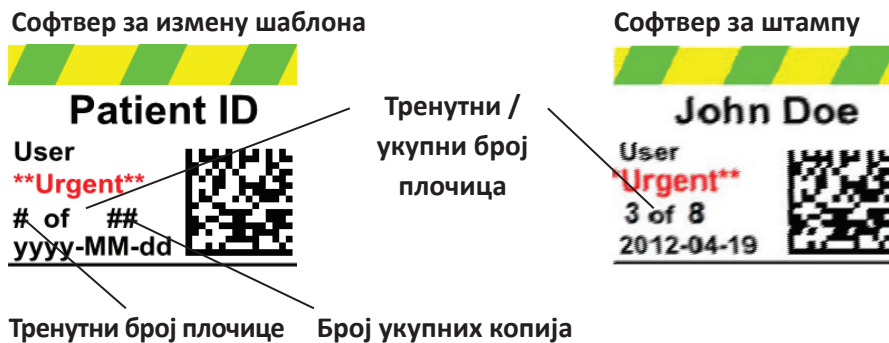 Софтвер за измену шаблона
Софтвер за штампу
Patient ID
User
**Urgent**
# of ##
yyyy-MM-dd
Тренутни /
укупни број
плочица
John Doe
User
*Urgent**
3 of 8
2012-04-19
Тренутни број плочице
Број укупних копија